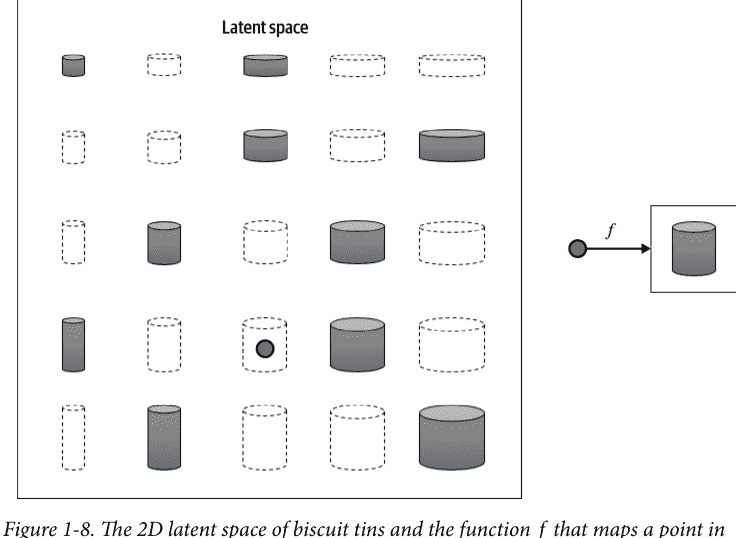 Latent space
f
Figure 1-8. The 2D latent space of biscuit tins and the function f that maps a point in